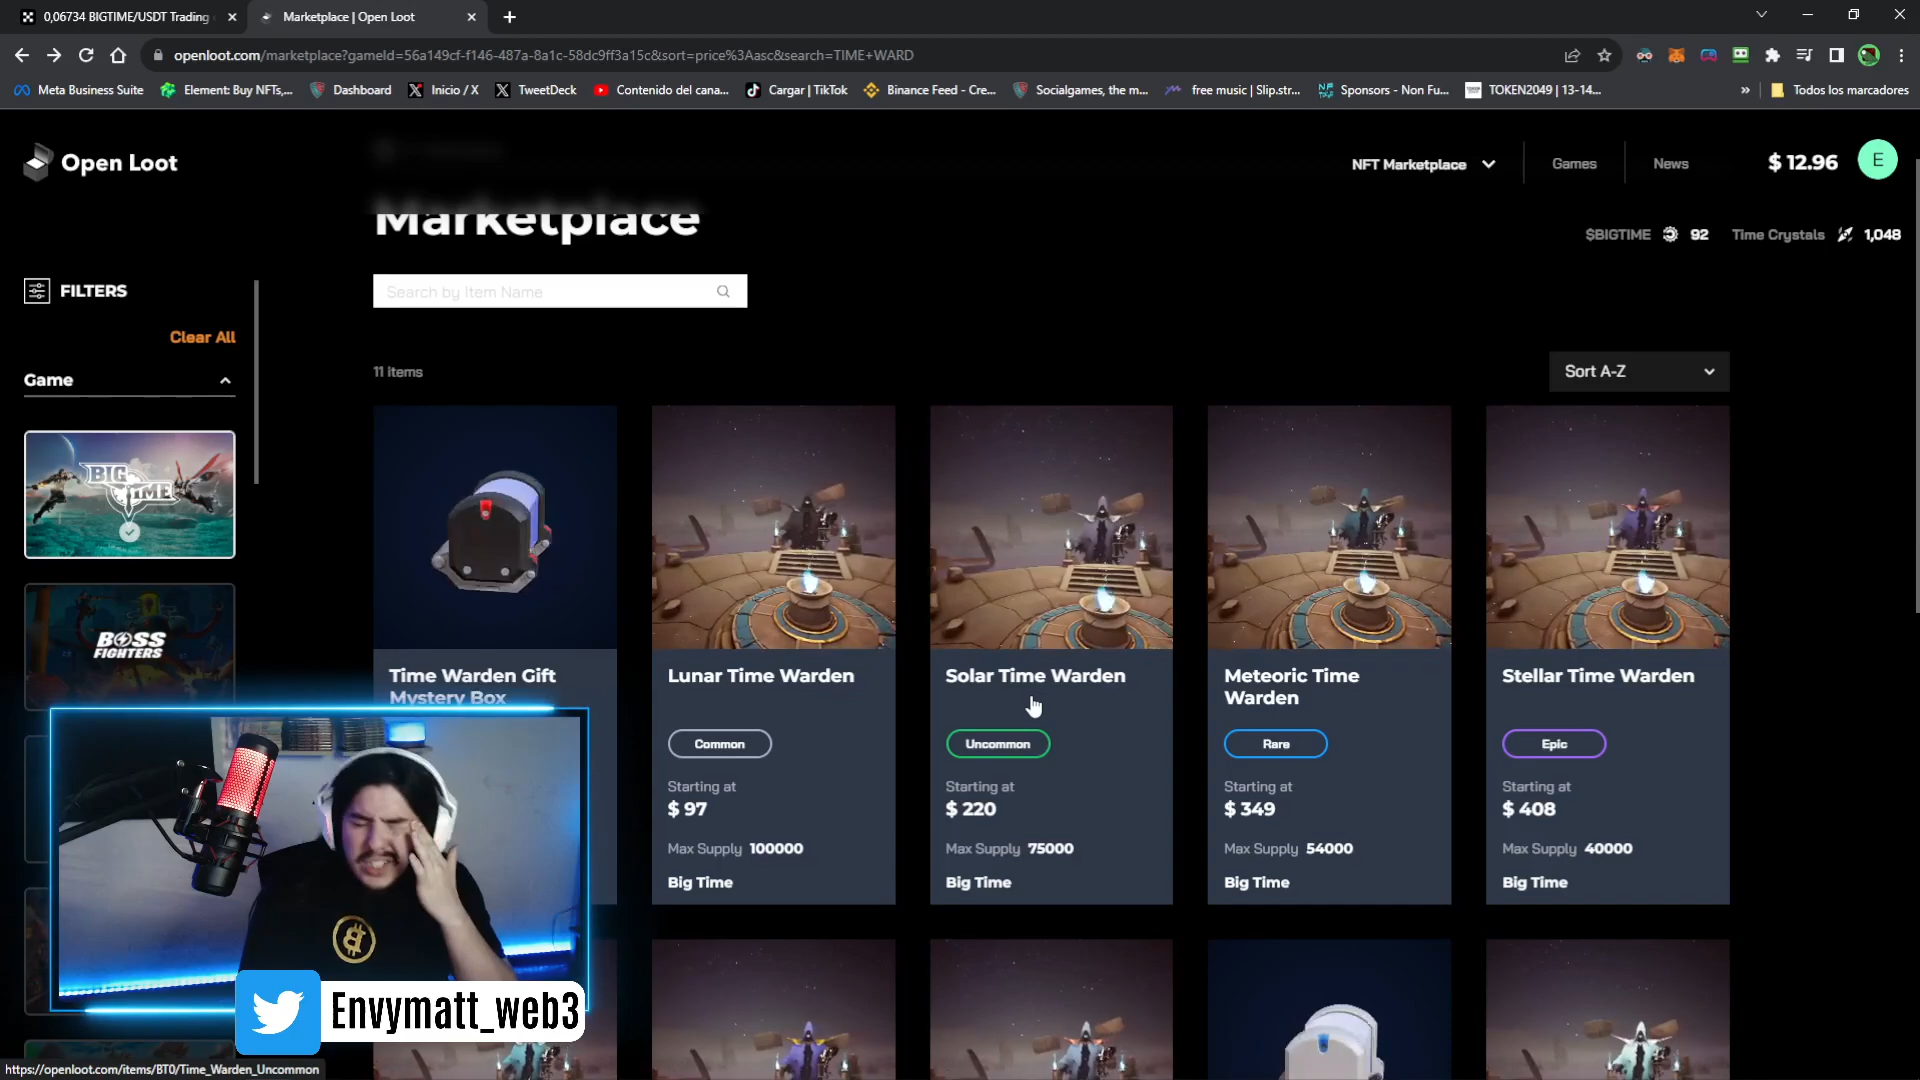 0,06734 BIGTIME/USDT Trading
Marketplace | Open Loot
openloot.com/marketplace?gameId=56a149cf-f146-487a-8a1c-58dc9ff3a15c&sort=price%3Aasc&search=TIME+WARD
Meta Business Suite
Element: Buy NFTs,...
Dashboard
Inicio / X
TweetDeck
Contenido del cana...
Cargar | TikTok
Binance Feed - Cre...
Socialgames, the m...
free music | Slip.str...
Sponsors - Non Fu...
TOKEN2049 | 13-14...
»
Todos los marcadores
Open Loot
NFT Marketplace
Games
News
$ 12.96
E
Marketplace
$BIGTIME 92
Time Crystals 1,048
FILTERS
Search by Item Name
Clear All
Game
11 items
Sort A-Z
BIG TIME
BOSS FIGHTERS
Time Warden Gift
Mystery Box
Lunar Time Warden
Common
Starting at
$ 97
Max Supply 100000
Big Time
Solar Time Warden
Uncommon
Starting at
$ 220
Max Supply 75000
Big Time
Meteoric Time
Warden
Rare
Starting at
$ 349
Max Supply 54000
Big Time
Stellar Time Warden
Epic
Starting at
$ 408
Max Supply 40000
Big Time
Envymatt_web3
https://openloot.com/items/BT0/Time_Warden_Uncommon